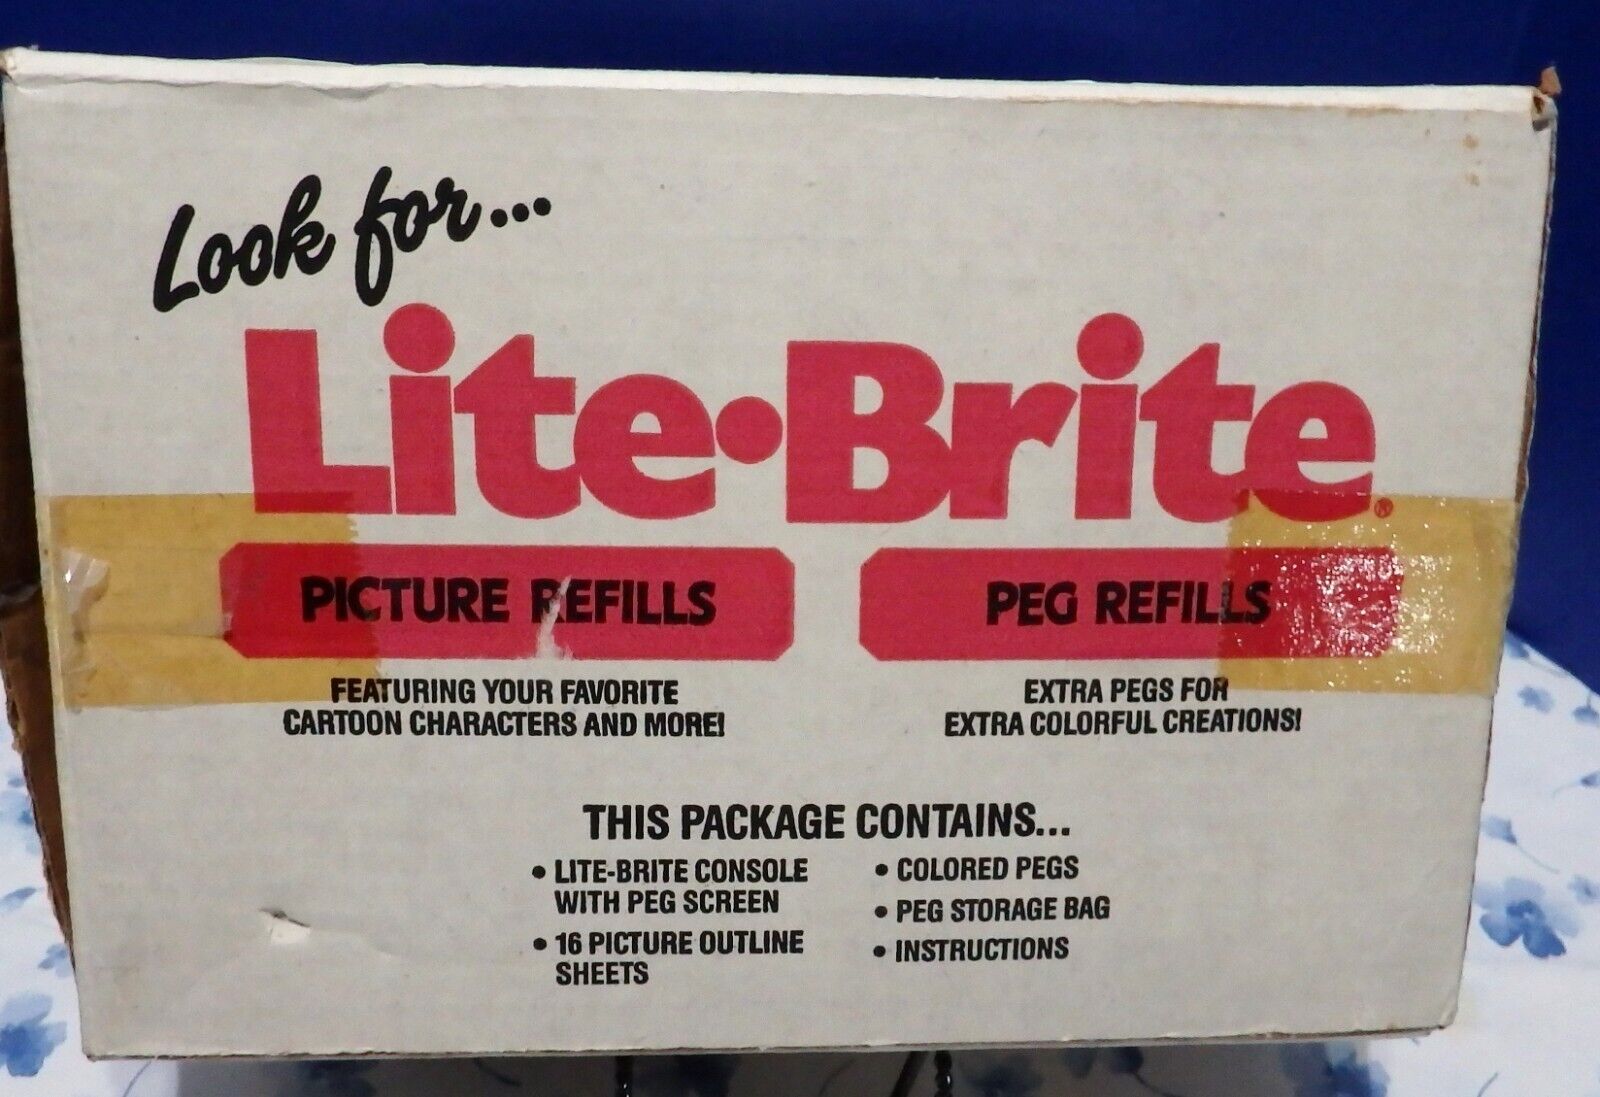 Look for...
Lite•Brite®
PICTURE REFILLS
FEATURING YOUR FAVORITE
CARTOON CHARACTERS AND MORE!
PEG REFILLS
EXTRA PEGS FOR
EXTRA COLORFUL CREATIONS!
THIS PACKAGE CONTAINS...
• LITE-BRITE CONSOLE
WITH PEG SCREEN
• 16 PICTURE OUTLINE
SHEETS
• COLORED PEGS
• PEG STORAGE BAG
• INSTRUCTIONS